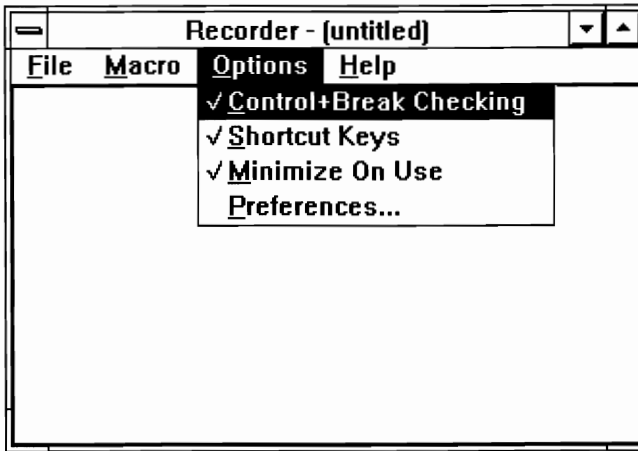 Recorder - (untitled)
File Macro Options Help
✓ Control+Break Checking
✓ Shortcut Keys
✓ Minimize On Use
Preferences...